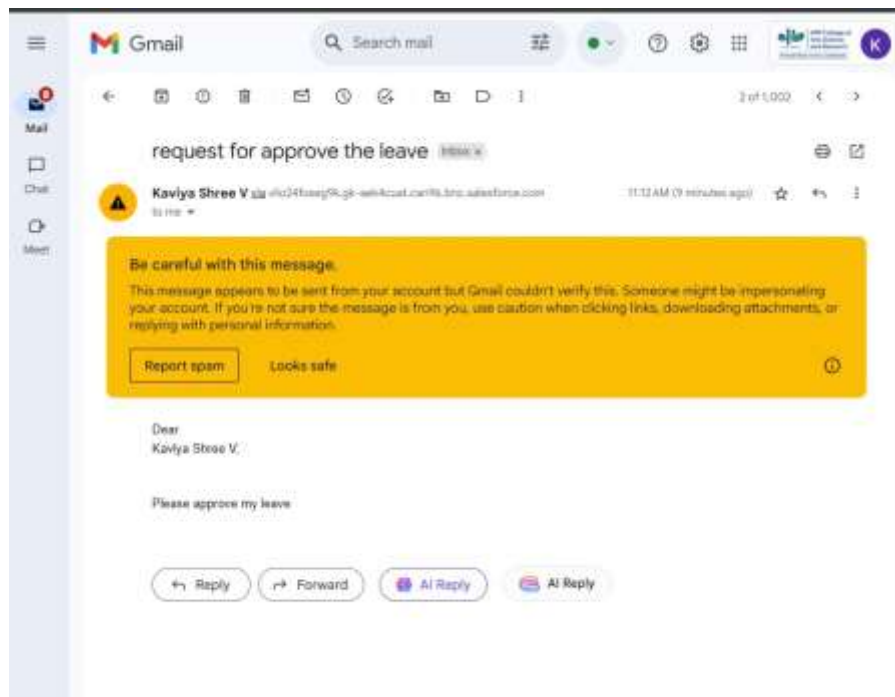 Gmail
Search mail
K
Mail
Chat
Meet
2 of 1,002
request for approve the leave
Inbox x
Kaviya Shree V via
11:12 AM (9 minutes ago)
to me
Be careful with this message.
This message appears to be sent from your account but Gmail couldn't verify this. Someone might be impersonating
your account. If you're not sure the message is from you, use caution when clicking links, downloading attachments, or
replying with personal information.
Report spam
Looks safe
Dear
Kaviya Shree V,
Please approve my leave
Reply
Forward
AI Reply
AI Reply